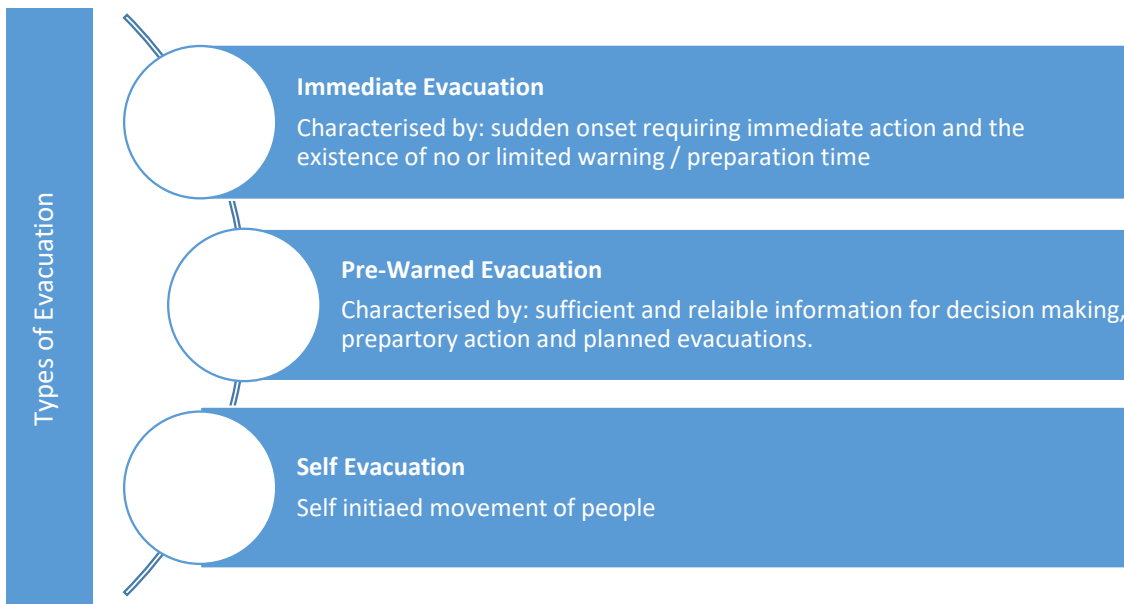 Types of Evacuation
Immediate Evacuation
Characterised by: sudden onset requiring immediate action and the
existence of no or limited warning / preparation time
Pre-Warned Evacuation
Characterised by: sufficient and relaible information for decision making,
prepartory action and planned evacuations.
Self Evacuation
Self initiaed movement of people